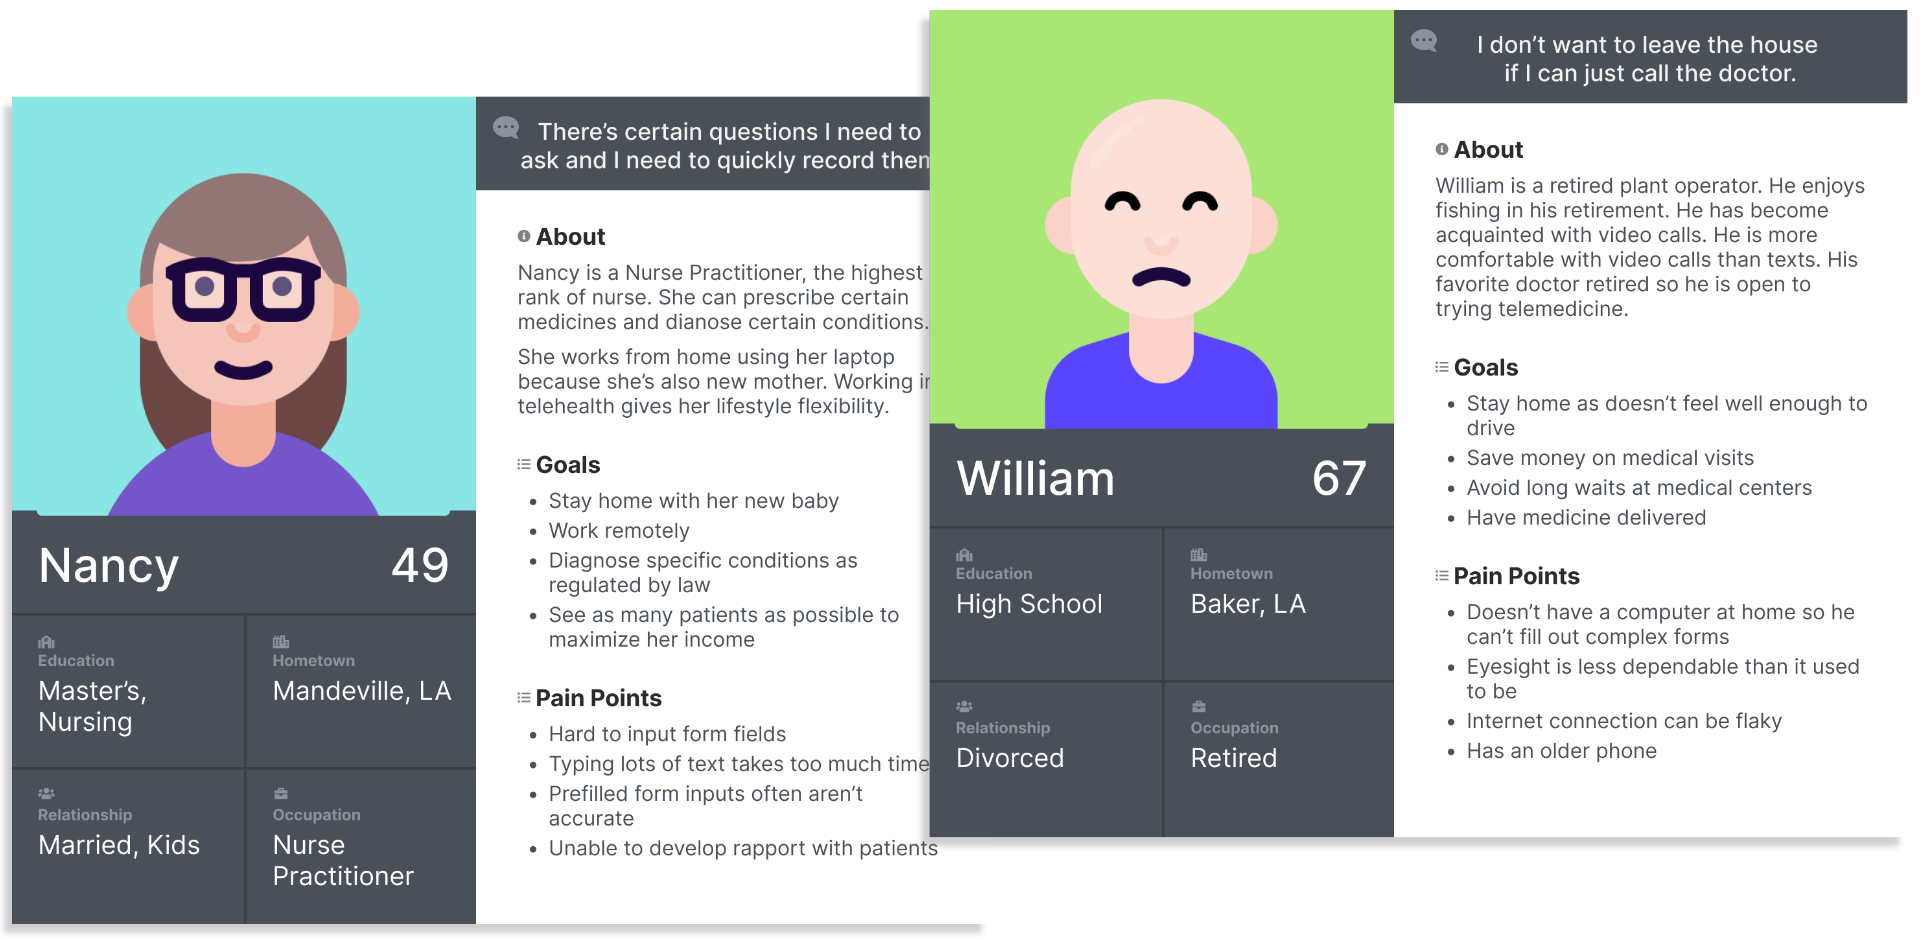 There’s certain questions I need to
ask and I need to quickly record them
About
Nancy is a Nurse Practitioner, the highest
rank of nurse. She can prescribe certain
medicines and dianose certain conditions.
She works from home using her laptop
because she’s also new mother. Working in
telehealth gives her lifestyle flexibility.
Goals
• Stay home with her new baby
• Work remotely
• Diagnose specific conditions as
regulated by law
• See as many patients as possible to
maximize her income
Pain Points
• Hard to input form fields
• Typing lots of text takes too much time
• Prefilled form inputs often aren’t
accurate
• Unable to develop rapport with patients
Nancy 49
Education
Master’s,
Nursing
Hometown
Mandeville, LA
Relationship
Married, Kids
Occupation
Nurse
Practitioner
I don’t want to leave the house
if I can just call the doctor.
About
William is a retired plant operator. He enjoys
fishing in his retirement. He has become
acquainted with video calls. He is more
comfortable with video calls than texts. His
favorite doctor retired so he is open to
trying telemedicine.
Goals
• Stay home as doesn’t feel well enough to
drive
• Save money on medical visits
• Avoid long waits at medical centers
• Have medicine delivered
Pain Points
• Doesn’t have a computer at home so he
can’t fill out complex forms
• Eyesight is less dependable than it used
to be
• Internet connection can be flaky
• Has an older phone
William 67
Education
High School
Hometown
Baker, LA
Relationship
Divorced
Occupation
Retired